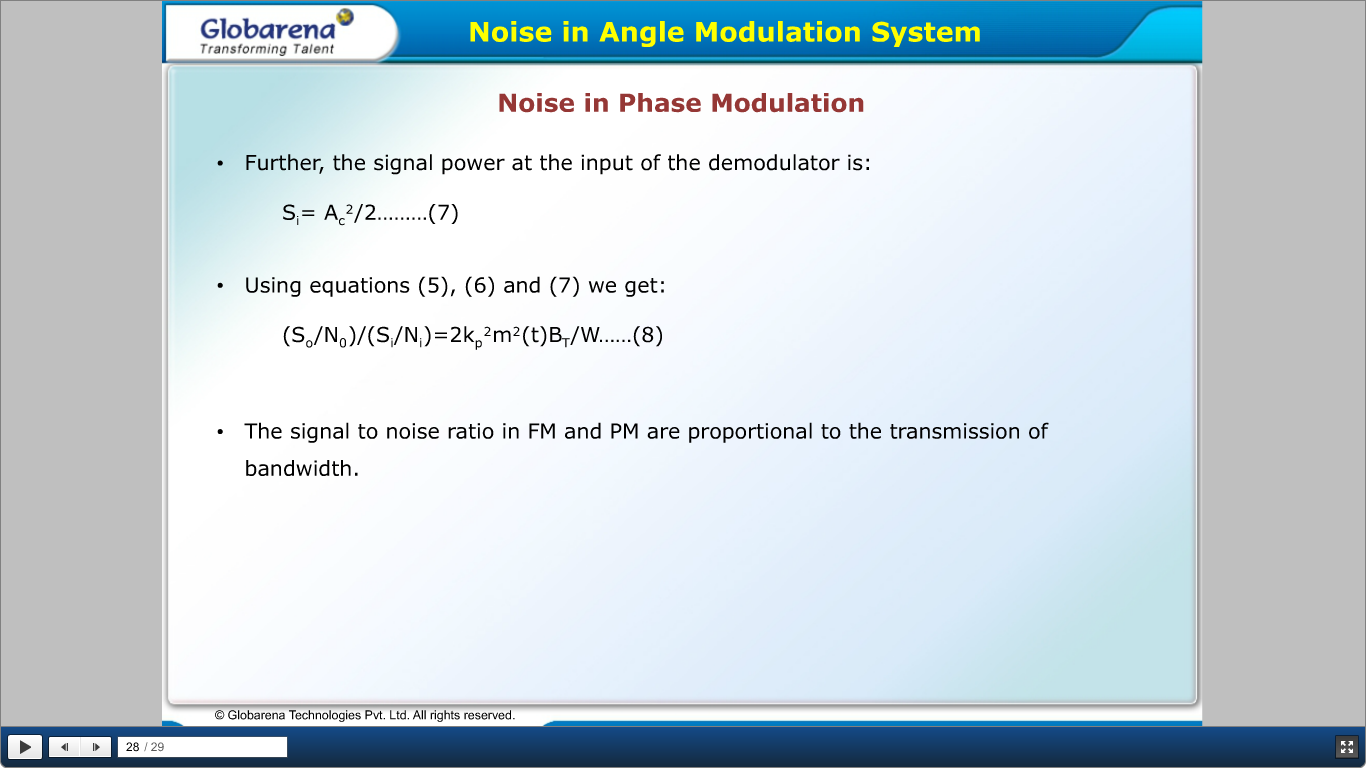 Globarena
Transforming Talent
Noise in Angle Modulation System
Noise in Phase Modulation
• Further, the signal power at the input of the demodulator is:
Sᵢ= A_c²/2………(7)
• Using equations (5), (6) and (7) we get:
(Sₒ/N₀)/(Sᵢ/Nᵢ)=2kₚ²m²(t)B_T/W……(8)
• The signal to noise ratio in FM and PM are proportional to the transmission of
bandwidth.
© Globarena Technologies Pvt. Ltd. All rights reserved.
28 / 29